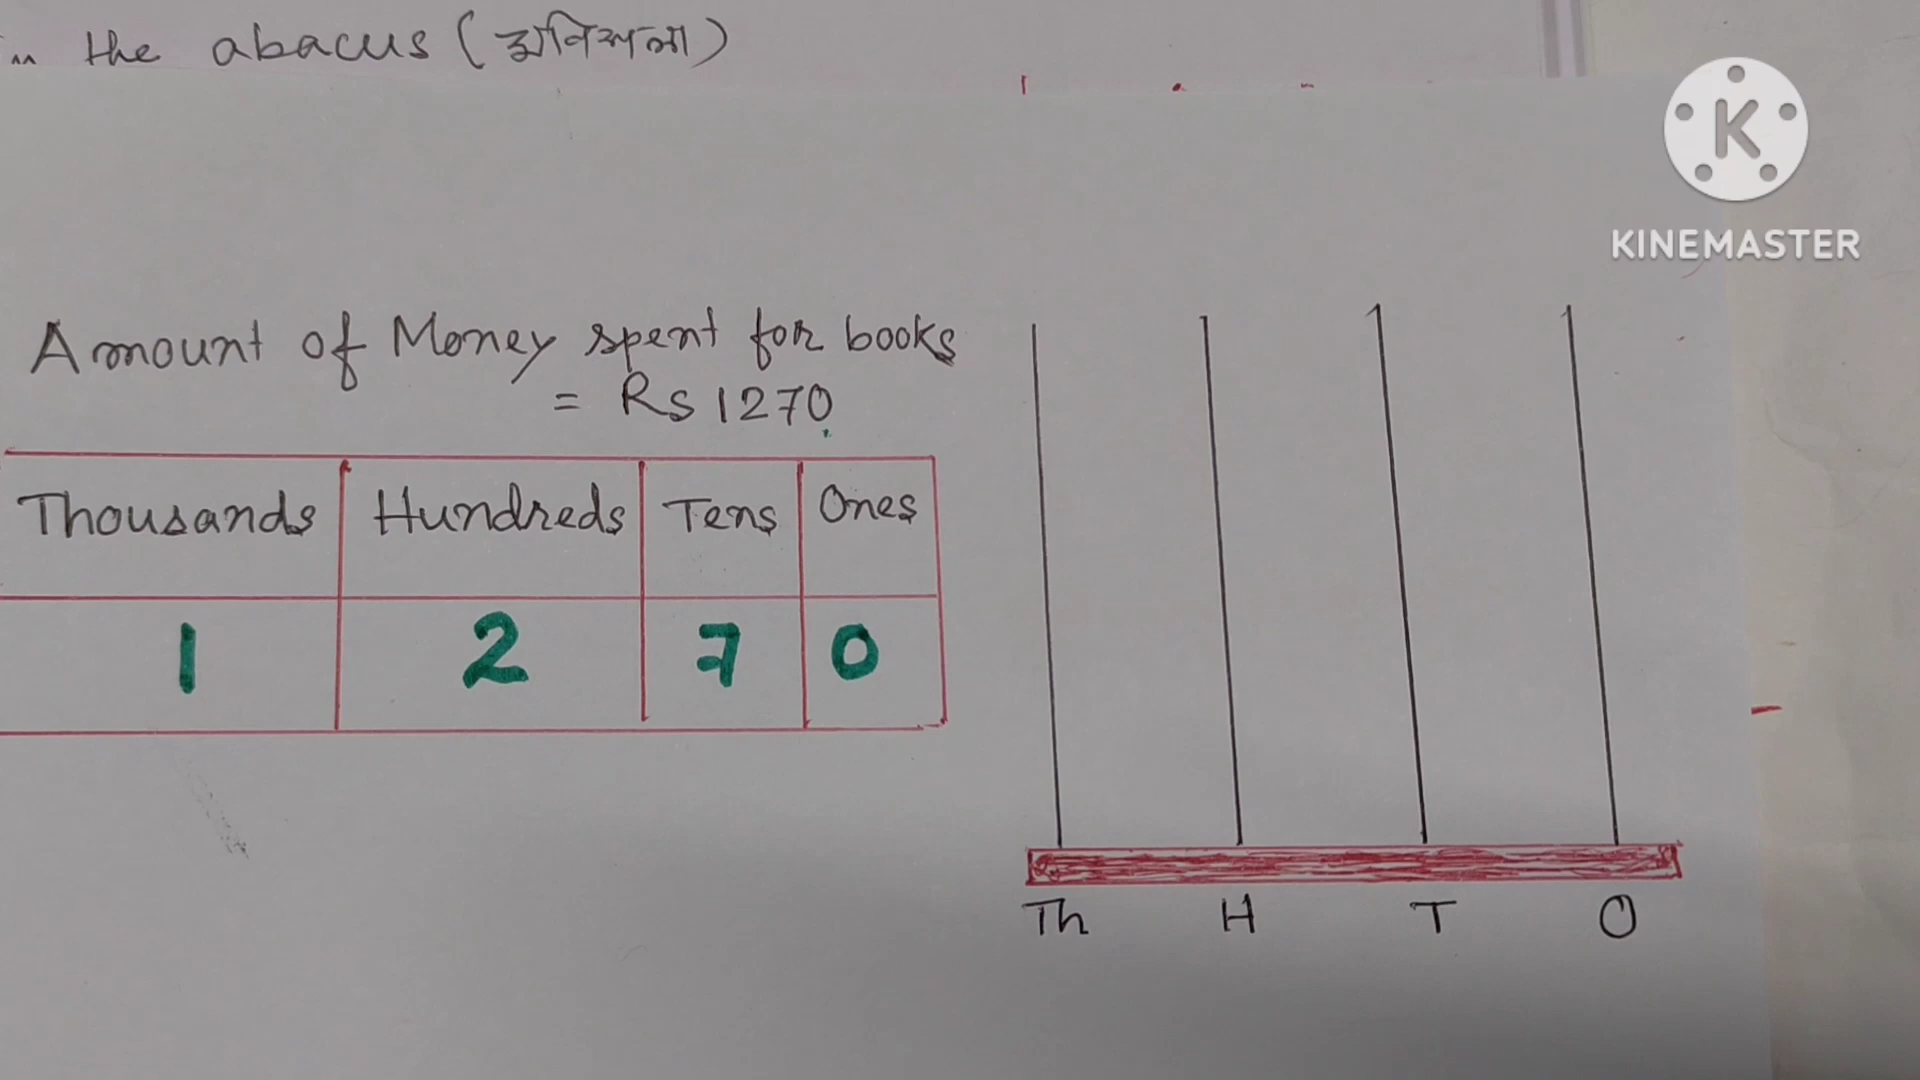 the abacus (
K
KINEMASTER
Amount of Money spent for books
= Rs 1270
Thousands Hundreds Tens Ones
1 2 7 0
Th H T O